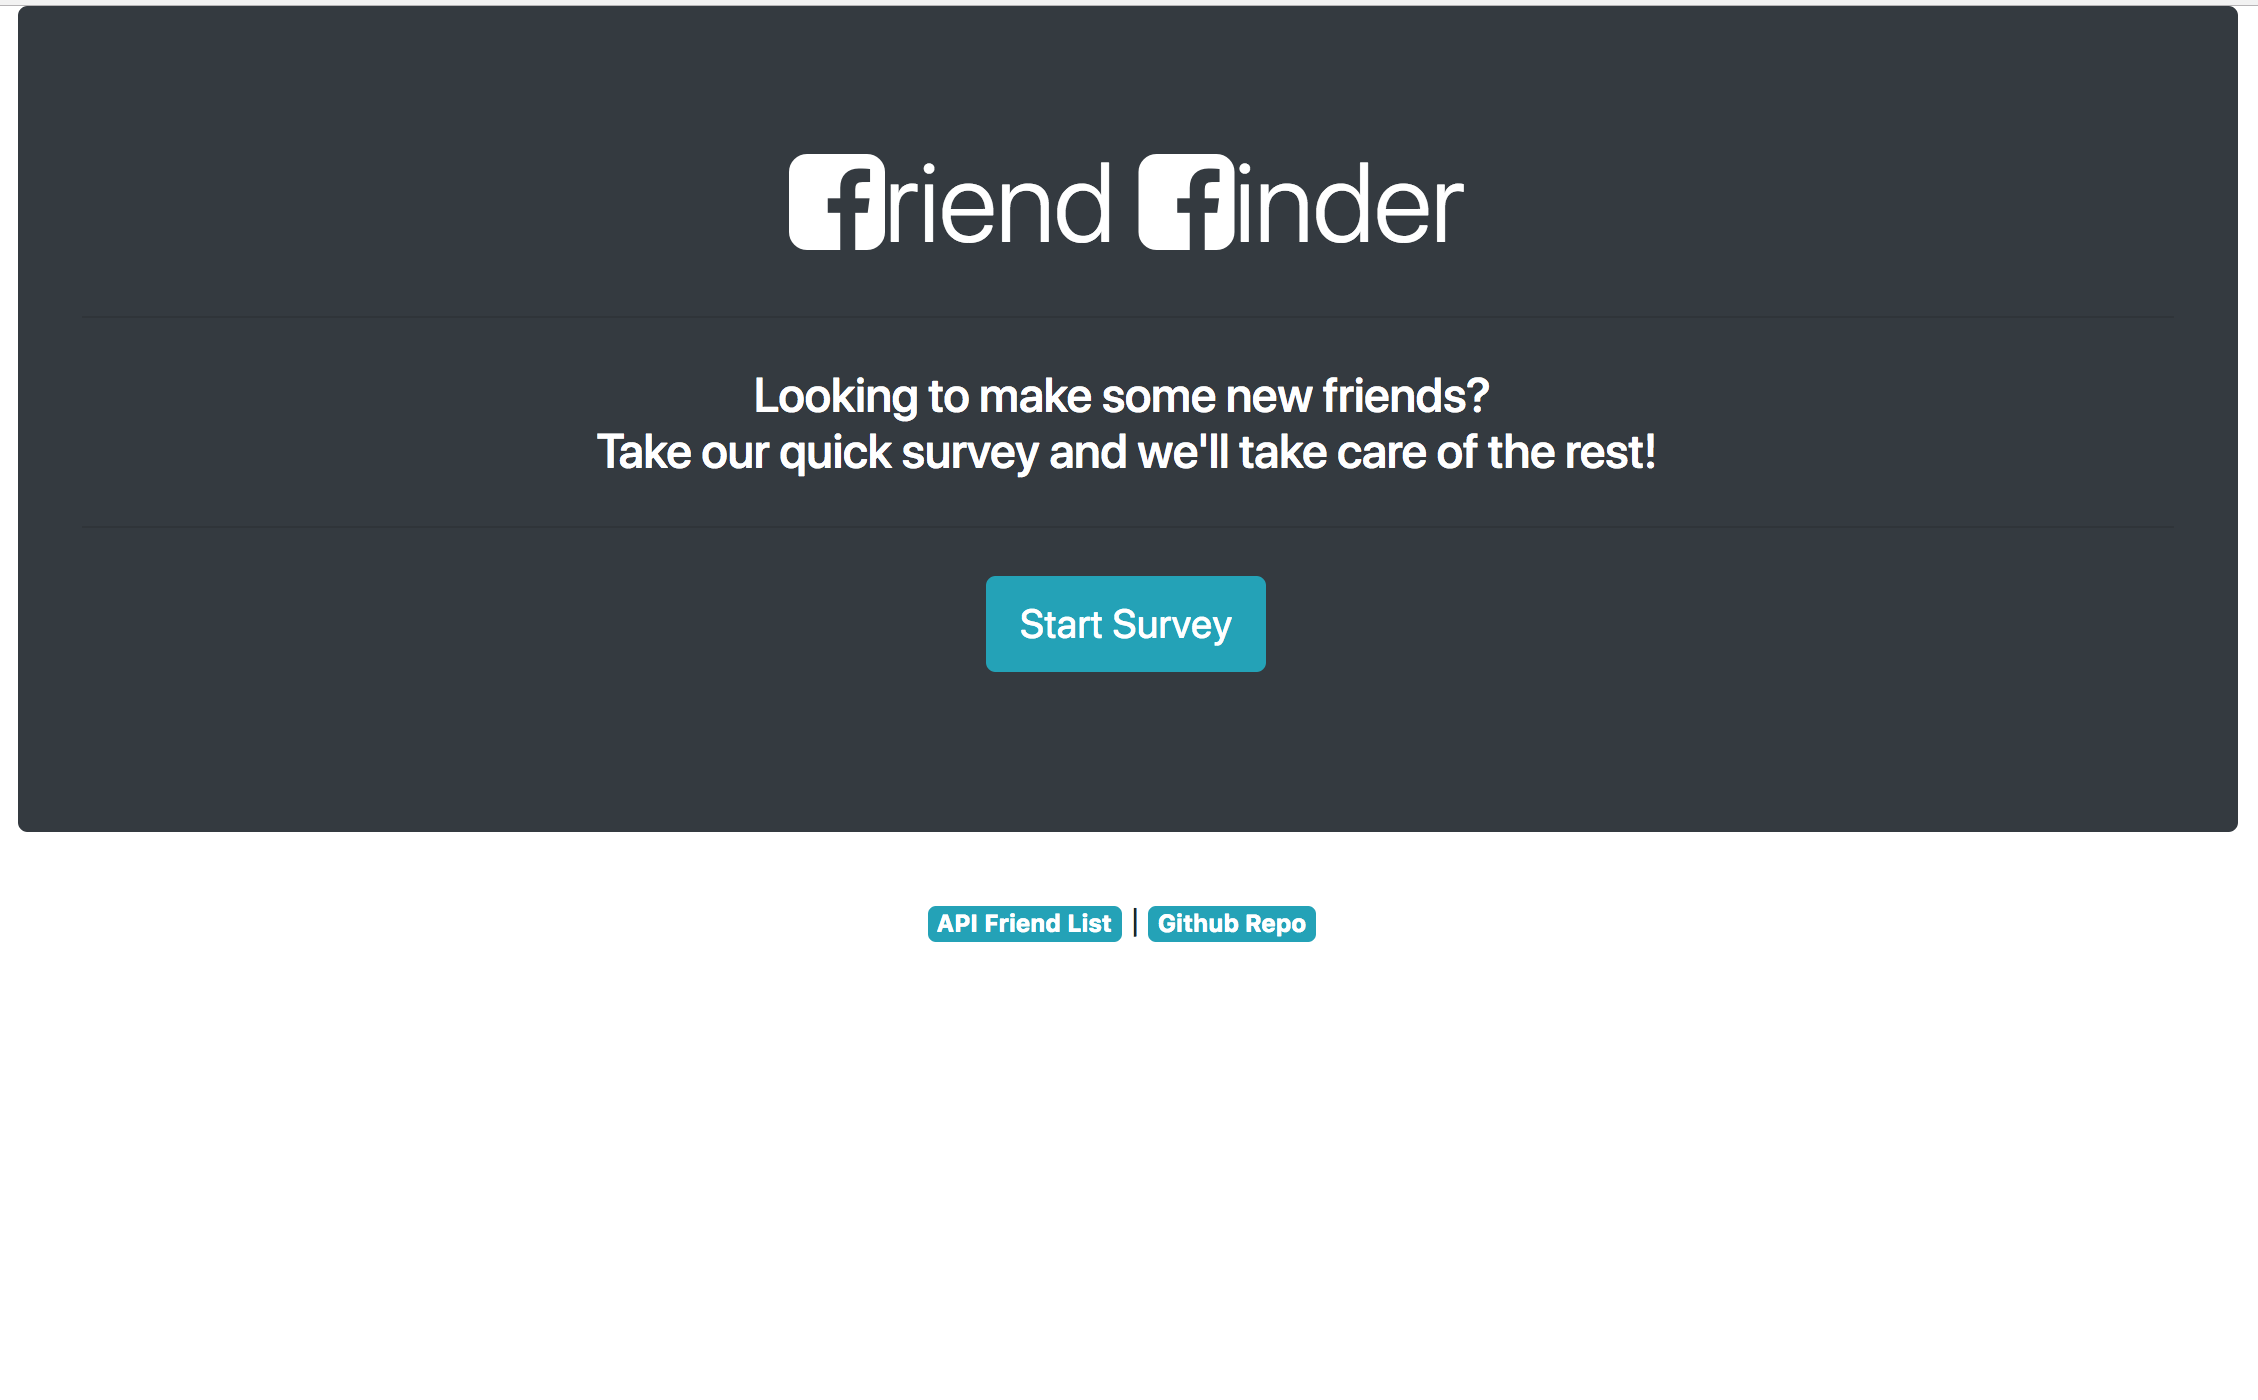 friend finder
Looking to make some new friends?
Take our quick survey and we'll take care of the rest!
Start Survey
API Friend List | Github Repo